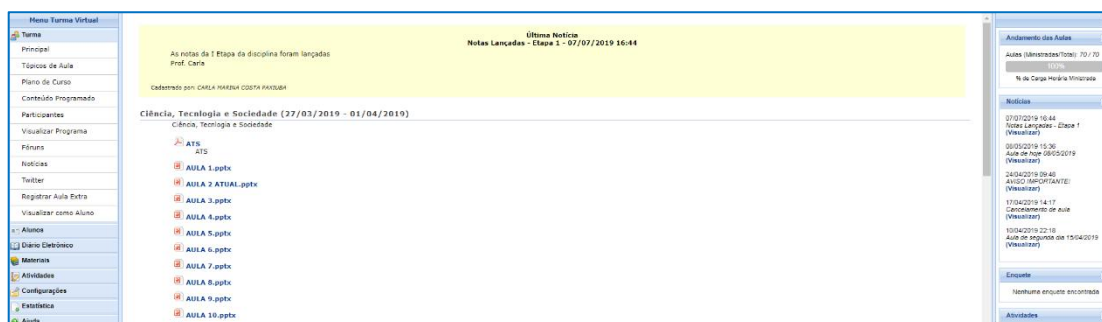 Menu Turma Virtual
Turma
Principal
Tópicos de Aula
Plano de Curso
Conteúdo Programado
Participantes
Visualizar Programa
Fóruns
Notícias
Twitter
Registrar Aula Extra
Visualizar como Aluno
Alunos
Diário Eletrônico
Materiais
Atividades
Configurações
Estatística
Ajuda
Última Notícia
Notas Lançadas - Etapa 1 - 07/07/2019 16:44
As notas da I Etapa da disciplina foram lançadas
Prof. Carla
Cadastrado por: CARLA MARINA COSTA PAXIUBA
Ciência, Tecnlogia e Sociedade (27/03/2019 - 01/04/2019)
Ciência, Tecnlogia e Sociedade
ATS
ATS
AULA 1.pptx
AULA 2 ATUAL.pptx
AULA 3.pptx
AULA 4.pptx
AULA 5.pptx
AULA 6.pptx
AULA 7.pptx
AULA 8.pptx
AULA 9.pptx
AULA 10.pptx
Andamento das Aulas
Aulas (Ministradas/Total): 70 / 70
100%
% de Carga Horária Ministrada
Notícias
07/07/2019 16:44
Notas Lançadas - Etapa 1
(Visualizar)
08/05/2019 15:36
Aula de hoje 08/05/2019
(Visualizar)
24/04/2019 09:48
AVISO IMPORTANTE!
(Visualizar)
17/04/2019 14:17
Cancelamento de aula
(Visualizar)
10/04/2019 22:18
Aula de segunda dia 15/04/2019
(Visualizar)
Enquete
Nenhuma enquete encontrada
Atividades